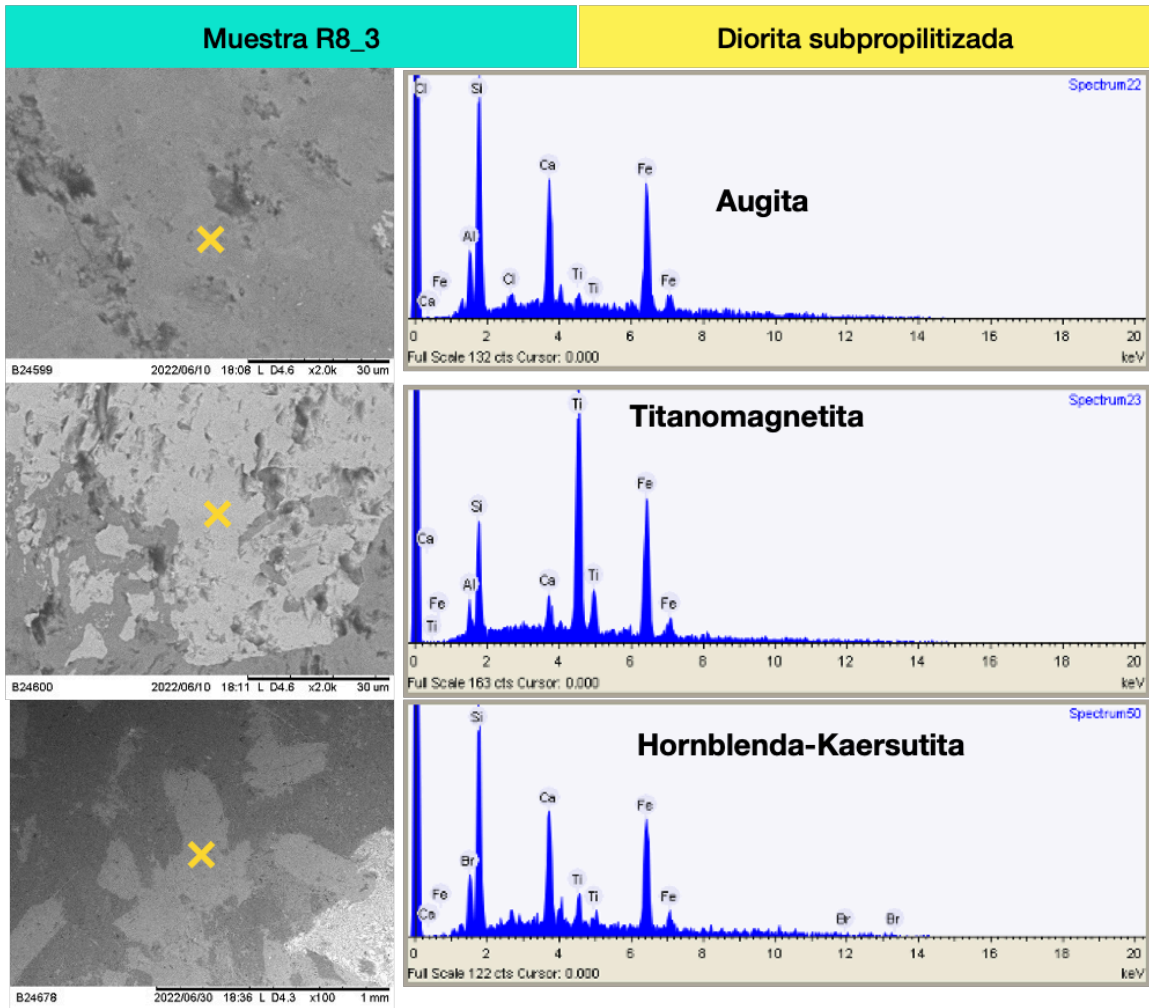 Muestra R8_3
Diorita subpropilitizada
B24599 2022/06/10 18:08 L D4.6 x2.0k 30 um
Spectrum22
Augita
Cl
Si
Ca
Fe
Al
Fe
Ca
Cl
Ti
Ti
Fe
0 2 4 6 8 10 12 14 16 18 20
Full Scale 132 cts Cursor: 0.000 keV
B24600 2022/06/10 18:11 L D4.6 x2.0k 30 um
Spectrum23
Titanomagnetita
Ti
Fe
Si
Ca
Al
Ca
Ti
Fe
Fe
Ti
0 2 4 6 8 10 12 14 16 18 20
Full Scale 163 cts Cursor: 0.000 keV
B24678 2022/06/30 18:36 L D4.3 x100 1 mm
Spectrum50
Hornblenda-Kaersutita
Si
Ca
Fe
Br
Fe
Ca
Ti
Ti
Fe
Br
Br
0 2 4 6 8 10 12 14 16 18 20
Full Scale 122 cts Cursor: 0.000 keV